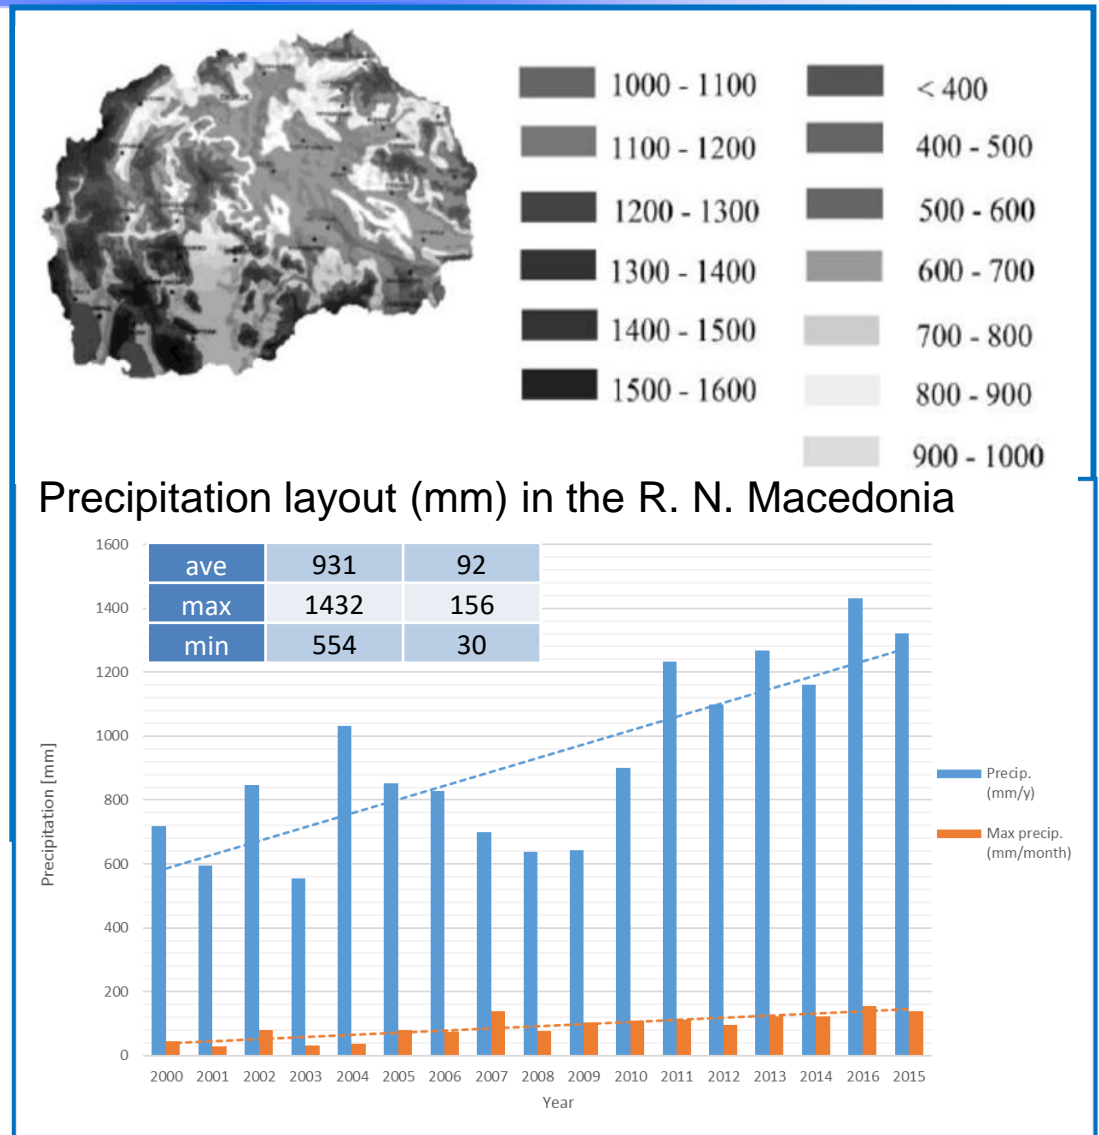 1000 - 1100
< 400
1100 - 1200
400 - 500
1200 - 1300
500 - 600
1300 - 1400
600 - 700
1400 - 1500
700 - 800
1500 - 1600
800 - 900
900 - 1000
Precipitation layout (mm) in the R. N. Macedonia
ave 931 92
max 1432 156
min 554 30
1600
1400
1200
1000
800
600
400
200
0
Precipitation [mm]
Precip.
(mm/y)
Max precip.
(mm/month)
2000 2001 2002 2003 2004 2005 2006 2007 2008 2009 2010 2011 2012 2013 2014 2016 2015
Year